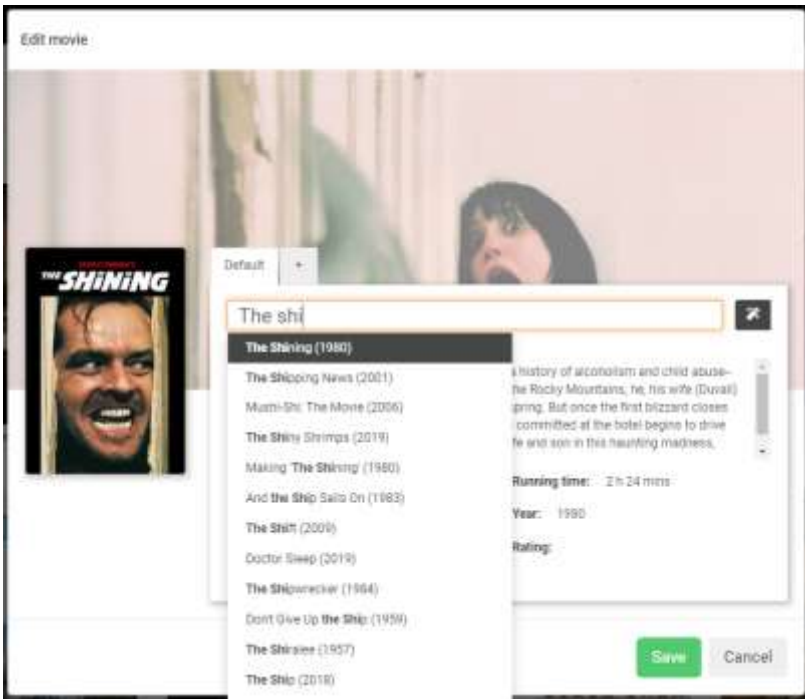 Edit movie
THE SHiNiNG
Default +
The shi
The Shining (1980)
The Shipping News (2001)
Mushi-Shi: The Movie (2006)
The Shiny Shrimps (2019)
Making 'The Shining' (1980)
And the Ship Sails On (1983)
The Shift (2009)
Doctor Sleep (2019)
The Shipwrecker (1984)
Don't Give Up the Ship (1959)
The Shiralee (1957)
The Ship (2018)
a history of alcoholism and child abuse–
the Rocky Mountains, he, his wife (Duvall)
spring. But once the first blizzard closes
committed at the hotel begins to drive
fe and son in this haunting madness,
Running time: 2 h 24 mins
Year: 1980
Rating:
Save Cancel